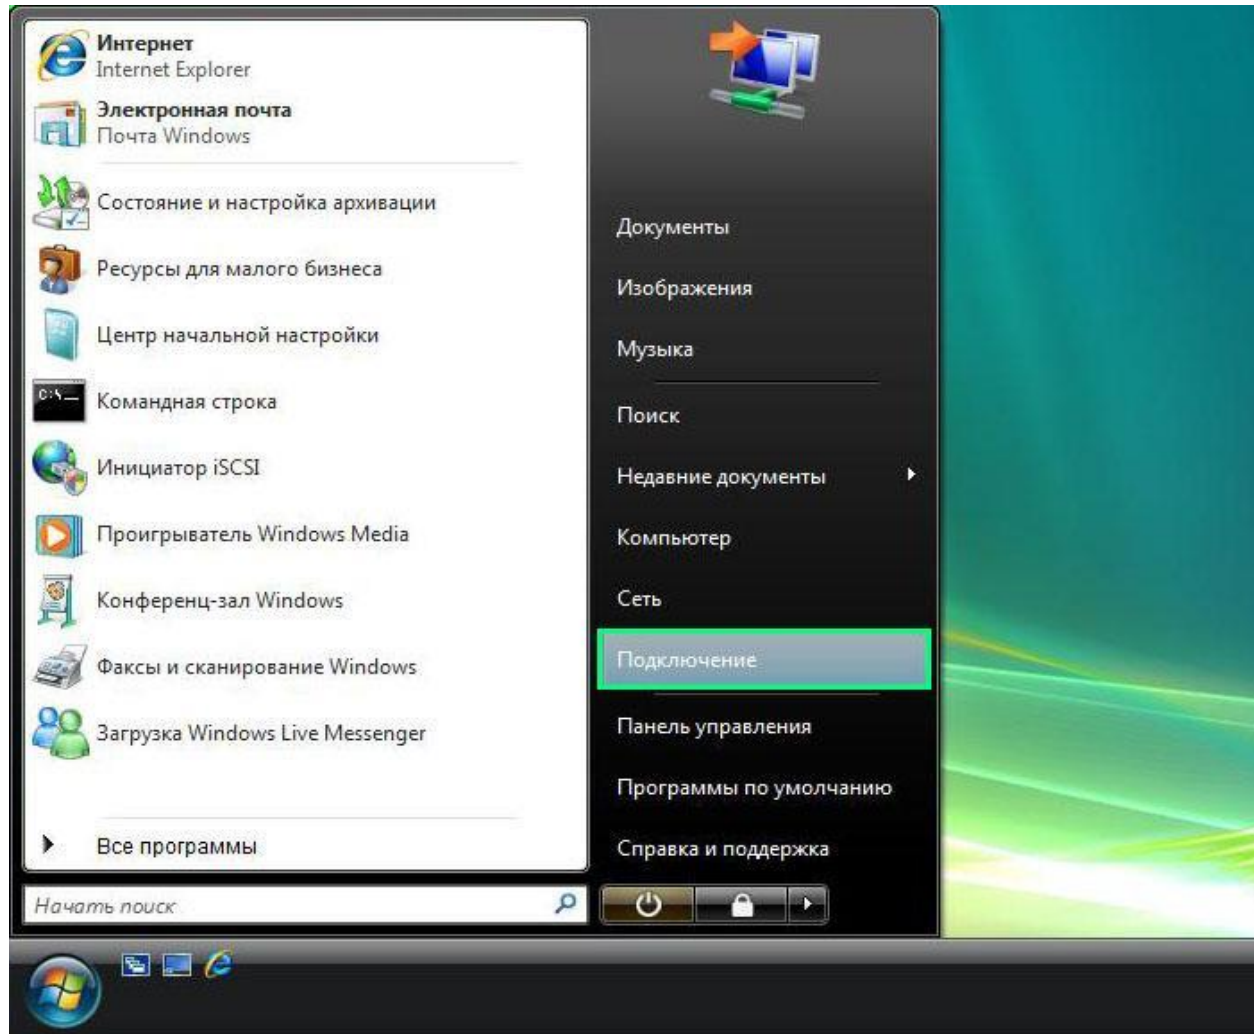 Интернет
Internet Explorer
Электронная почта
Почта Windows
Состояние и настройка архивации
Ресурсы для малого бизнеса
Центр начальной настройки
C:\_
Командная строка
Инициатор iSCSI
Проигрыватель Windows Media
Конференц-зал Windows
Факсы и сканирование Windows
Загрузка Windows Live Messenger
Все программы
Начать поиск
Документы
Изображения
Музыка
Поиск
Недавние документы
Компьютер
Сеть
Подключение
Панель управления
Программы по умолчанию
Справка и поддержка